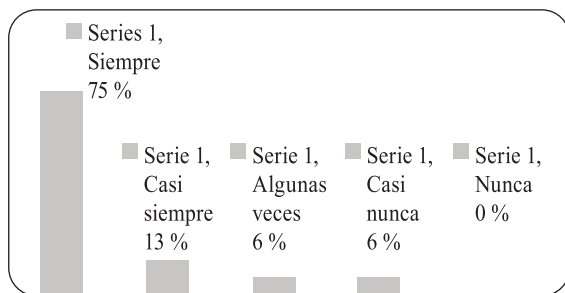 Series 1,
Siempre
75 %
Serie 1,
Casi
siempre
13 %
Serie 1,
Algunas
veces
6 %
Serie 1,
Casi
nunca
6 %
Serie 1,
Nunca
0 %